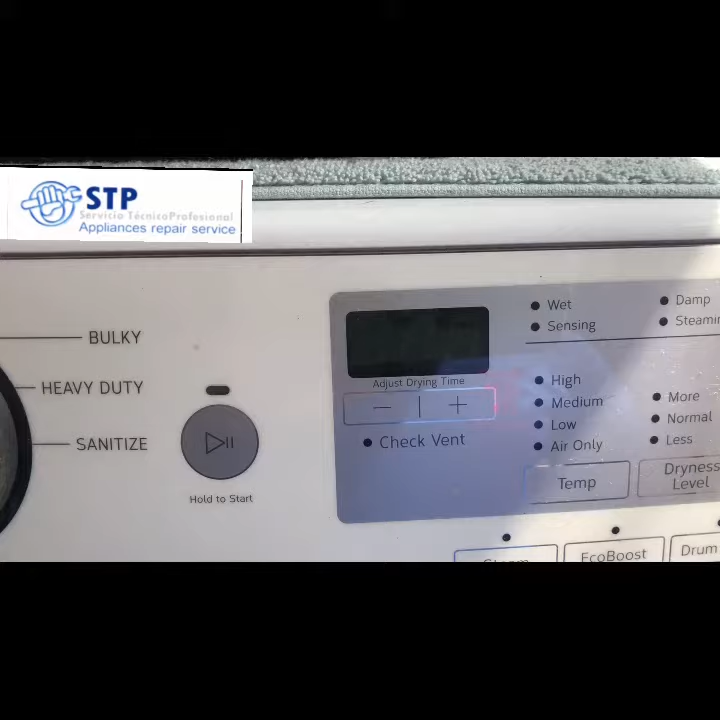 STP
Servicio TécnicoProfesional
Appliances repair service
BULKY
HEAVY DUTY
SANITIZE
Hold to Start
Adjust Drying Time
− | +
Check Vent
Wet
Sensing
Damp
High
Medium
Low
Air Only
More
Normal
Less
Temp
Dryness
Level
EcoBoost
Drum